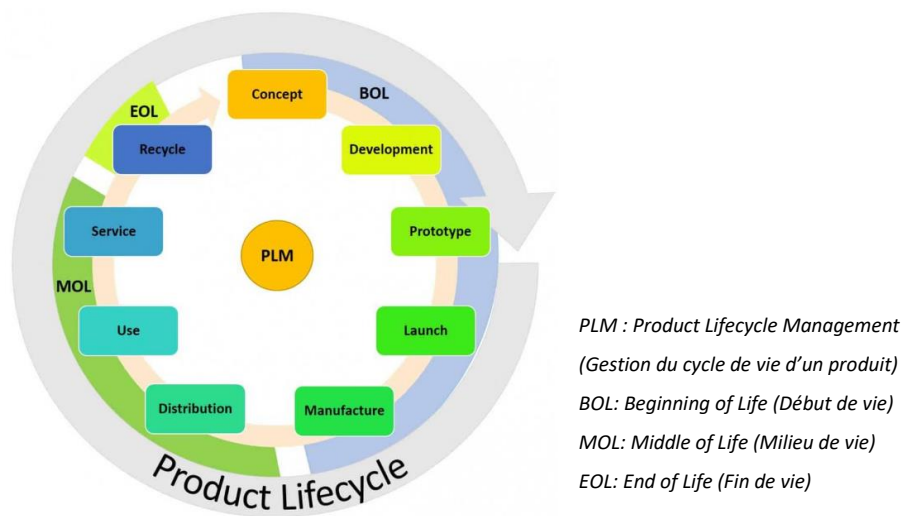 Concept
BOL
Development
Prototype
Launch
Manufacture
Distribution
Use
MOL
Service
Recycle
EOL
PLM
Product Lifecycle
PLM : Product Lifecycle Management
(Gestion du cycle de vie d’un produit)
BOL: Beginning of Life (Début de vie)
MOL: Middle of Life (Milieu de vie)
EOL: End of Life (Fin de vie)